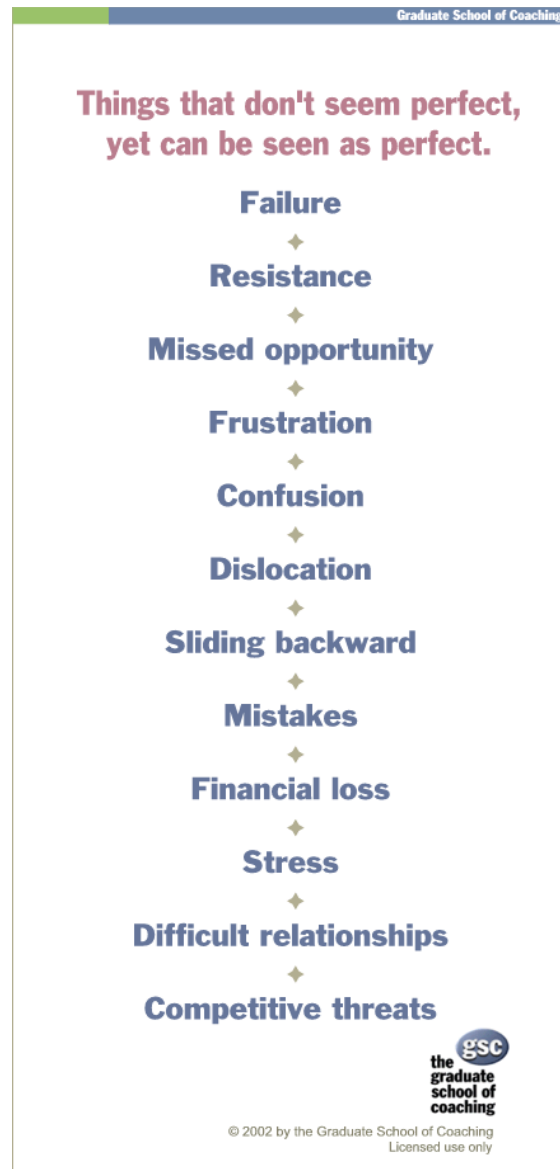 Graduate School of Coaching
Things that don't seem perfect,
yet can be seen as perfect.
Failure
Resistance
Missed opportunity
Frustration
Confusion
Dislocation
Sliding backward
Mistakes
Financial loss
Stress
Difficult relationships
Competitive threats
gsc
the
graduate
school of
coaching
© 2002 by the Graduate School of Coaching
Licensed use only